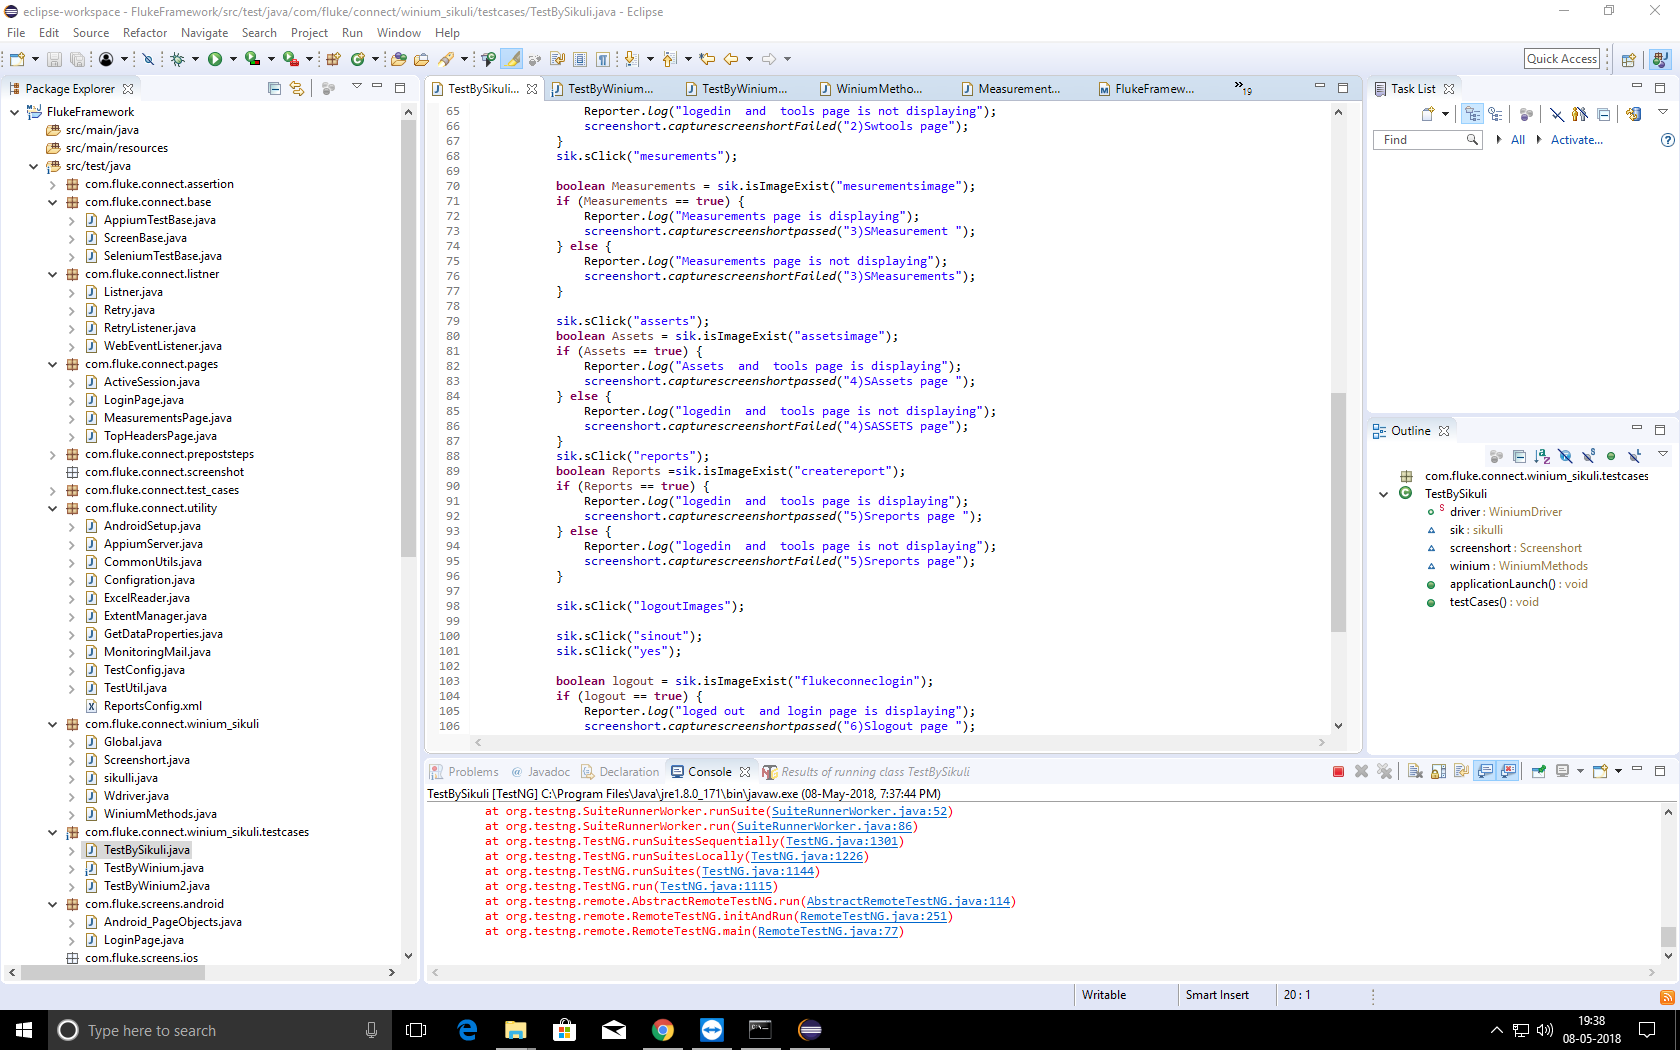 eclipse-workspace - FlukeFramework/src/test/java/com/fluke/connect/winium_sikuli/testcases/TestBySikuli.java - Eclipse
File Edit Source Refactor Navigate Search Project Run Window Help
Quick Access
Package Explorer
FlukeFramework
src/main/java
src/main/resources
src/test/java
com.fluke.connect.assertion
com.fluke.connect.base
AppiumTestBase.java
ScreenBase.java
SeleniumTestBase.java
com.fluke.connect.listner
Listner.java
Retry.java
RetryListener.java
WebEventListener.java
com.fluke.connect.pages
ActiveSession.java
LoginPage.java
MeasurementsPage.java
TopHeadersPage.java
com.fluke.connect.prepoststeps
com.fluke.connect.screenshot
com.fluke.connect.test_cases
com.fluke.connect.utility
AndroidSetup.java
AppiumServer.java
CommonUtils.java
Configration.java
ExcelReader.java
ExtentManager.java
GetDataProperties.java
MonitoringMail.java
TestConfig.java
TestUtil.java
ReportsConfig.xml
com.fluke.connect.winium_sikuli
Global.java
Screenshort.java
sikulli.java
Wdriver.java
WiniumMethods.java
com.fluke.connect.winium_sikuli.testcases
TestBySikuli.java
TestByWinium.java
TestByWinium2.java
com.fluke.screens.android
Android_PageObjects.java
LoginPage.java
com.fluke.screens.ios
TestBySikuli... TestByWinium... TestByWinium... WiniumMetho... Measurement... FlukeFramew... »19
65 Reporter.log("logedin  and  tools page is not displaying");
66 screenshort.capturescreenshortFailed("2)Swtools page");
67 }
68 sik.sClick("mesurements");
69
70 boolean Measurements = sik.isImageExist("mesurementsimage");
71 if (Measurements == true) {
72 Reporter.log("Measurements page is displaying");
73 screenshort.capturescreenshortpassed("3)SMeasurement ");
74 } else {
75 Reporter.log("Measurements page is not displaying");
76 screenshort.capturescreenshortFailed("3)SMeasurements");
77 }
78
79 sik.sClick("asserts");
80 boolean Assets = sik.isImageExist("assetsimage");
81 if (Assets == true) {
82 Reporter.log("Assets  and  tools page is displaying");
83 screenshort.capturescreenshortpassed("4)SAssets page ");
84 } else {
85 Reporter.log("logedin  and  tools page is not displaying");
86 screenshort.capturescreenshortFailed("4)SASSETS page");
87 }
88 sik.sClick("reports");
89 boolean Reports =sik.isImageExist("createreport");
90 if (Reports == true) {
91 Reporter.log("logedin  and  tools page is displaying");
92 screenshort.capturescreenshortpassed("5)Sreports page ");
93 } else {
94 Reporter.log("logedin  and  tools page is not displaying");
95 screenshort.capturescreenshortFailed("5)Sreports page");
96 }
97
98 sik.sClick("logoutImages");
99
100 sik.sClick("sinout");
101 sik.sClick("yes");
102
103 boolean logout = sik.isImageExist("flukeconneclogin");
104 if (logout == true) {
105 Reporter.log("loged out  and login page is displaying");
106 screenshort.capturescreenshortpassed("6)Slogout page ");
Task List
Find All Activate...
Outline
com.fluke.connect.winium_sikuli.testcases
TestBySikuli
driver : WiniumDriver
sik : sikulli
screenshort : Screenshort
winium : WiniumMethods
applicationLaunch() : void
testCases() : void
Problems Javadoc Declaration Console Results of running class TestBySikuli
TestBySikuli [TestNG] C:\Program Files\Java\jre1.8.0_171\bin\javaw.exe (08-May-2018, 7:37:44 PM)
at org.testng.SuiteRunnerWorker.runSuite(SuiteRunnerWorker.java:52)
at org.testng.SuiteRunnerWorker.run(SuiteRunnerWorker.java:86)
at org.testng.TestNG.runSuitesSequentially(TestNG.java:1301)
at org.testng.TestNG.runSuitesLocally(TestNG.java:1226)
at org.testng.TestNG.runSuites(TestNG.java:1144)
at org.testng.TestNG.run(TestNG.java:1115)
at org.testng.remote.AbstractRemoteTestNG.run(AbstractRemoteTestNG.java:114)
at org.testng.remote.RemoteTestNG.initAndRun(RemoteTestNG.java:251)
at org.testng.remote.RemoteTestNG.main(RemoteTestNG.java:77)
Writable Smart Insert 20 : 1
Type here to search
19:38
08-05-2018